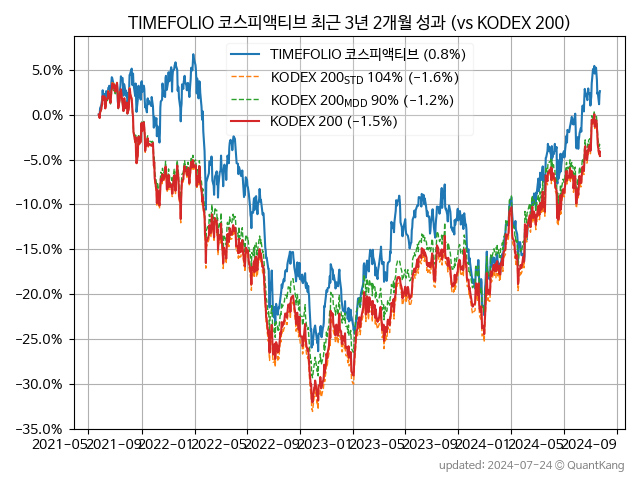 TIMEFOLIO 코스피액티브 최근 3년 2개월 성과 (vs KODEX 200)
TIMEFOLIO 코스피액티브 (0.8%)
KODEX 200STD 104% (−1.6%)
KODEX 200MDD 90% (−1.2%)
KODEX 200 (−1.5%)
5.0%
0.0%
−5.0%
−10.0%
−15.0%
−20.0%
−25.0%
−30.0%
−35.0%
2021-05 2021-09 2022-01 2022-05 2022-09 2023-01 2023-05 2023-09 2024-01 2024-05 2024-09
updated: 2024-07-24 © QuantKang